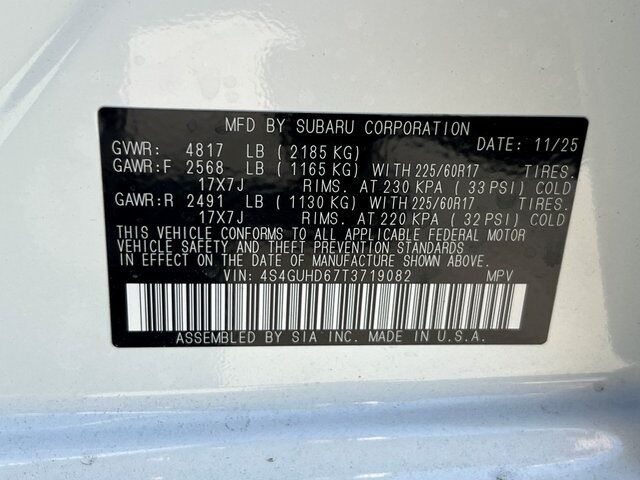 MFD BY SUBARU CORPORATION
GVWR: 4817 LB ( 2185 KG) DATE: 11/25
GAWR:F 2568 LB ( 1165 KG) WITH 225/60R17 TIRES.
17X7J RIMS. AT 230 KPA ( 33 PSI) COLD
GAWR:R 2491 LB ( 1130 KG) WITH 225/60R17 TIRES.
17X7J RIMS. AT 220 KPA ( 32 PSI) COLD
THIS VEHICLE CONFORMS TO ALL APPLICABLE FEDERAL MOTOR
VEHICLE SAFETY AND THEFT PREVENTION STANDARDS
IN EFFECT ON THE DATE OF MANUFACTURE SHOWN ABOVE.
VIN: 4S4GUHD67T3719082 MPV
ASSEMBLED BY SIA INC. MADE IN U.S.A.